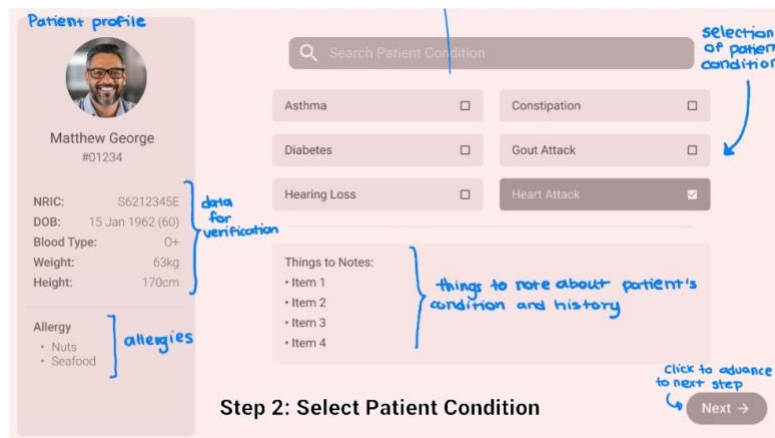 Patient profile
Matthew George
#01234
NRIC: S6212345E
DOB: 15 Jan 1962 (60)
Blood Type: O+
Weight: 63kg
Height: 170cm
data
for
verification
Allergy
• Nuts
• Seafood
allergies
Search Patient Condition
selection
of patien
condition
Asthma
Constipation
Diabetes
Gout Attack
Hearing Loss
Heart Attack
Things to Notes:
• Item 1
• Item 2
• Item 3
• Item 4
things to note about patient's
condition and history
click to advance
to next step
Next →
Step 2: Select Patient Condition